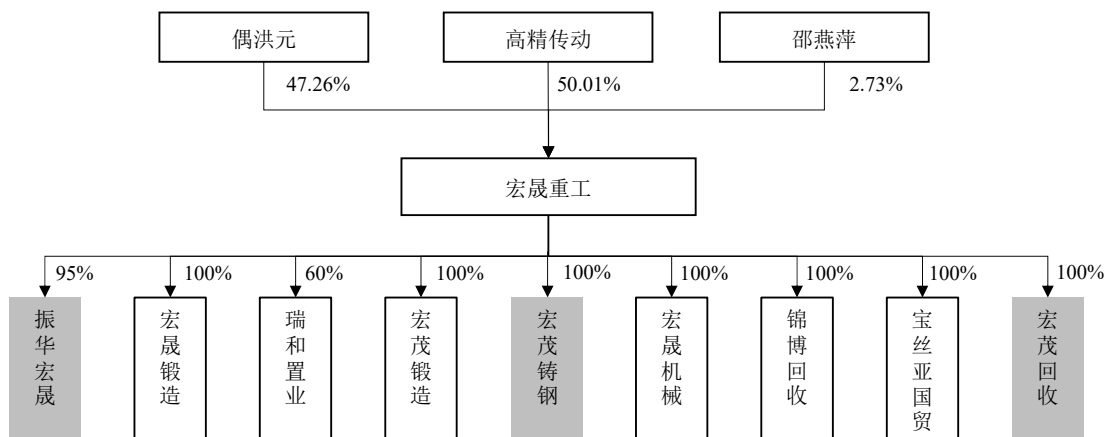 偶洪元
高精传动
邵燕萍
47.26%
50.01%
2.73%
宏晟重工
95%
100%
60%
100%
100%
100%
100%
100%
100%
振华宏晟
宏晟锻造
瑞和置业
宏茂锻造
宏茂铸钢
宏晟机械
锦博回收
宝丝亚国贸
宏茂回收